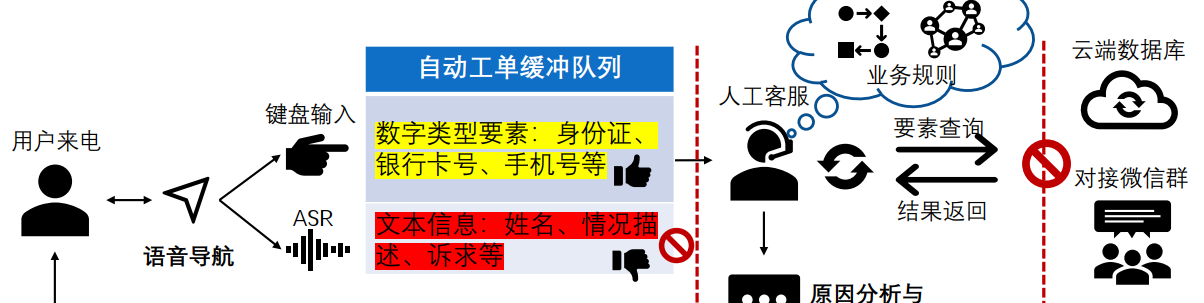 用户来电
语音导航
键盘输入
ASR
自动工单缓冲队列
数字类型要素：身份证、
银行卡号、手机号等
文本信息：姓名、情况描
述、诉求等
人工客服
业务规则
要素查询
结果返回
云端数据库
对接微信群
原因分析与